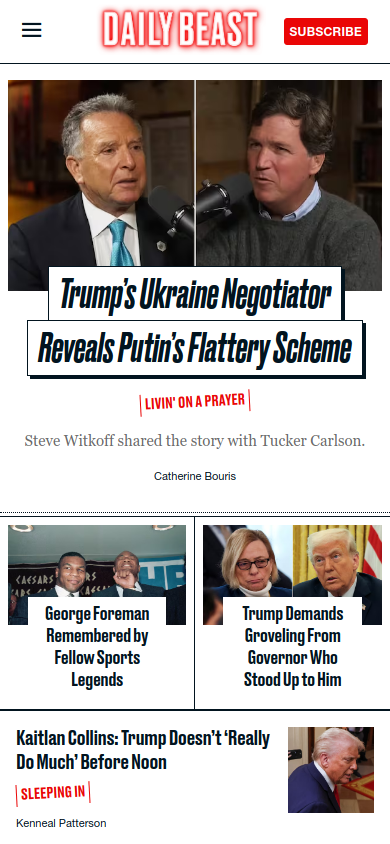 DAILY BEAST
SUBSCRIBE
Trump's Ukraine Negotiator
Reveals Putin's Flattery Scheme
LIVIN' ON A PRAYER
Steve Witkoff shared the story with Tucker Carlson.
Catherine Bouris
CAESARS
CAESARS
George Foreman
Remembered by
Fellow Sports
Legends
Trump Demands
Groveling From
Governor Who
Stood Up to Him
Kaitlan Collins: Trump Doesn't ‘Really
Do Much’ Before Noon
SLEEPING IN
Kenneal Patterson